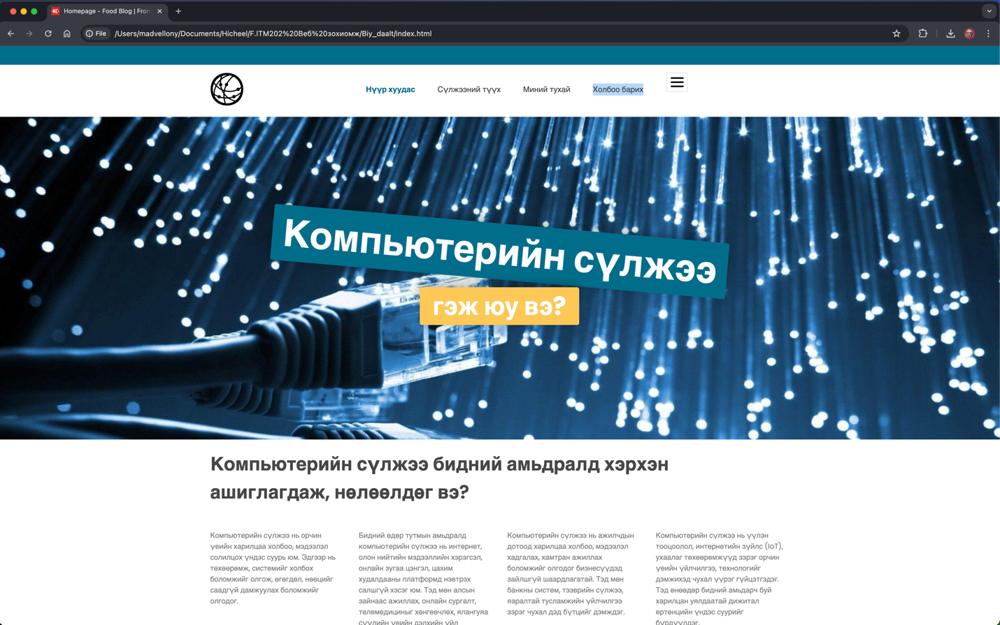 Homepage - Food Blog | Fron
File
/Users/madvellony/Documents/Hicheel/F.ITM202%20Веб%20зохиомж/Biy_daalt/index.html
Нүүр хуудас Сүлжээний түүх Миний тухай Холбоо барих
Компьютерийн сүлжээ
гэж юу вэ?
Компьютерийн сүлжээ бидний амьдралд хэрхэн
ашиглагдаж, нөлөөлдөг вэ?
Компьютерийн сүлжээ нь орчин
үеийн харилцаа холбоо, мэдээлэл
солилцох үндэс суурь юм. Эдгээр нь
төхөөрөмж, системийг холбох
боломжийг олгож, өгөгдөл, нөөцийг
саадгүй дамжуулах боломжийг
олгодог.
Бидний өдөр тутмын амьдралд
компьютерийн сүлжээ нь интернет,
олон нийтийн мэдээллийн хэрэгсэл,
онлайн зугаа цэнгэл, цахим
худалдааны платформд нэвтрэх
салшгүй хэсэг юм. Тэд мөн алсын
зайнаас ажиллах, онлайн сургалт,
телемедициныг хөнгөвчлөх, ялангуяа
сүүлийн үеийн дэлхийн үйл
Компьютерийн сүлжээ нь ажилчдын
дотоод харилцаа холбоо, мэдээлэл
хадгалах, хамтран ажиллах
боломжийг олгодог бизнесүүдэд
зайлшгүй шаардлагатай. Тэд мөн
банкны систем, тээврийн сүлжээ,
яаралтай тусламжийн үйлчилгээ
зэрэг чухал дэд бүтцийг дэмждэг.
Компьютерийн сүлжээ нь үүлэн
тооцоолол, интернетийн зүйлс (IoT),
ухаалаг төхөөрөмжүүд зэрэг орчин
үеийн үйлчилгээ, технологийг
дэмжихэд чухал үүрэг гүйцэтгэдэг.
Тэд өнөөдөр бидний амьдарч буй
харилцан уялдаатай дижитал
ертөнцийн үндэс суурийг
бүрдүүлдэг.